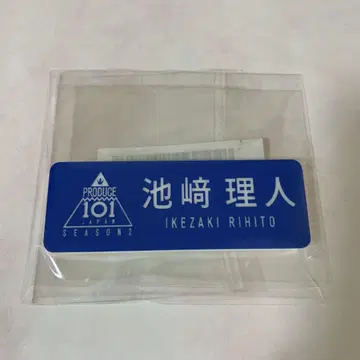 PRODUCE
101
JAPAN
SEASON2
池﨑 理人
IKEZAKI RIHITO